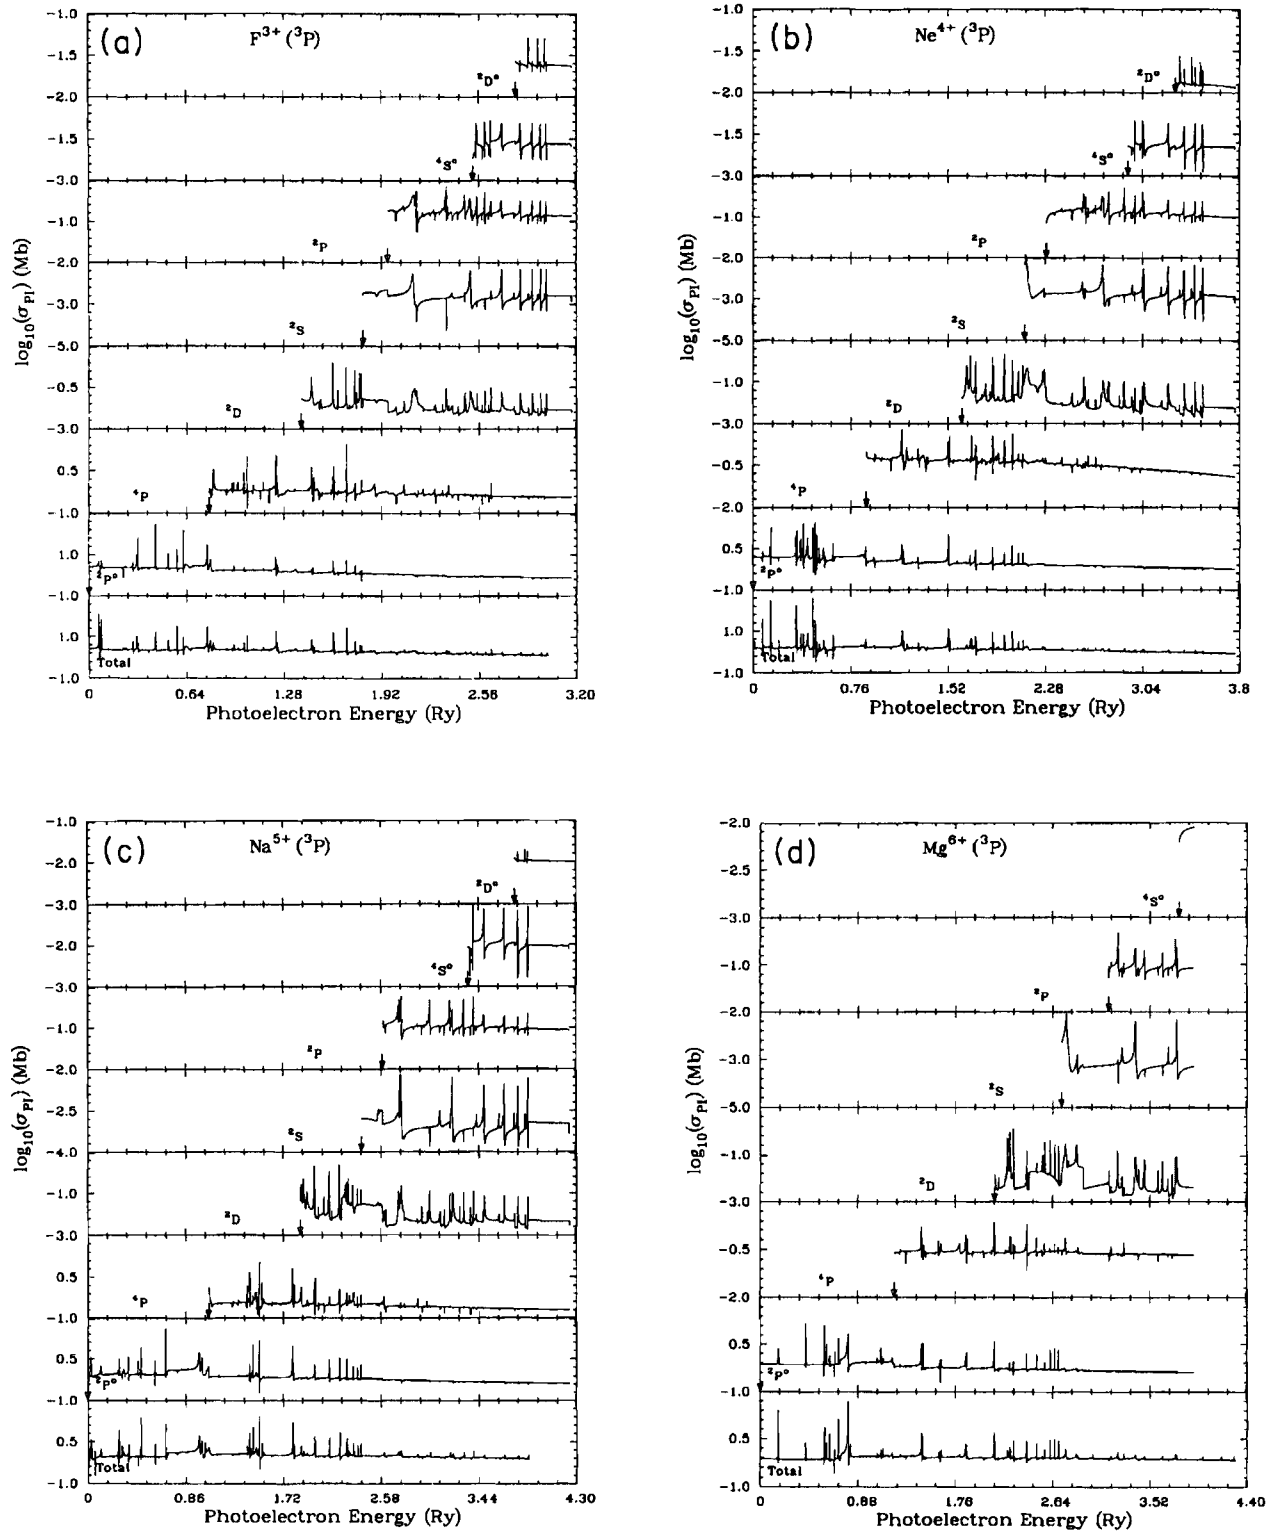 (a)
F³⁺ (³P)
-1.0
-1.5
²D°
-2.0
-1.5
⁴S°
-3.0
-1.0
²P
-2.0
-3.0
²S
-5.0
-0.5
²D
-3.0
0.5
⁴P
-1.0
1.0
²P°
-1.0
1.0
Total
-1.0
0 0.64 1.28 1.92 2.58 3.20
log₁₀(σPI) (Mb)
Photoelectron Energy (Ry)
(b)
Ne⁴⁺ (³P)
-1.0
-1.5
²D°
-2.0
-1.5
⁴S°
-3.0
-1.0
²P
-2.0
-3.0
²S
-5.0
-1.0
²D
-3.0
-0.5
⁴P
-2.0
0.5
²P°
-1.0
1.0
Total
-1.0
0 0.76 1.52 2.28 3.04 3.8
log₁₀(σPI) (Mb)
Photoelectron Energy (Ry)
(c)
Na⁵⁺ (³P)
-1.0
-2.0
²D°
-3.0
-2.0
⁴S°
-3.0
-1.0
²P
-2.0
-2.5
²S
-4.0
-1.0
²D
-3.0
0.5
⁴P
-1.0
0.5
²P°
-1.0
0.5
Total
-1.0
0 0.86 1.72 2.58 3.44 4.30
log₁₀(σPI) (Mb)
Photoelectron Energy (Ry)
(d)
Mg⁶⁺ (³P)
-2.0
-2.5
⁴S°
-3.0
-1.0
²P
-2.0
-3.0
²S
-5.0
-1.0
²D
-3.0
-0.5
⁴P
-2.0
0.5
²P°
-1.0
0.5
Total
-1.0
0 0.88 1.76 2.64 3.52 4.40
log₁₀(σPI) (Mb)
Photoelectron Energy (Ry)